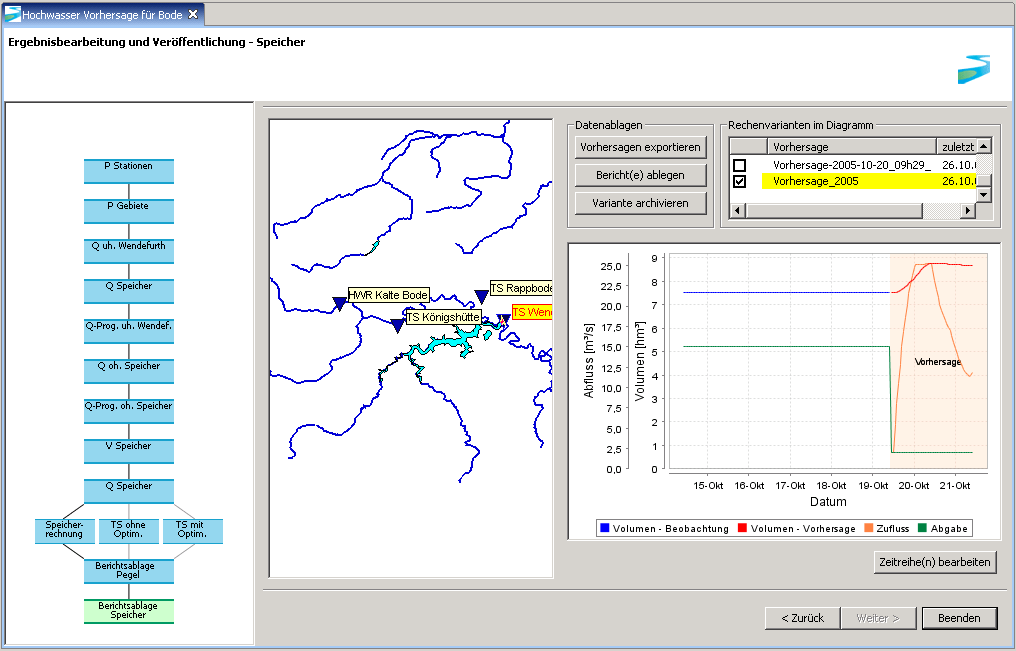 Hochwasser Vorhersage für Bode
Ergebnisbearbeitung und Veröffentlichung - Speicher
P Stationen
P Gebiete
Q uh. Wendefurth
Q Speicher
Q-Prog. uh. Wendef.
Q oh. Speicher
Q-Prog. oh. Speicher
V Speicher
Q Speicher
Speicher-
rechnung
TS ohne
Optim.
TS mit
Optim.
Berichtsablage
Pegel
Berichtsablage
Speicher
HWR Kalte Bode
TS Königshütte
TS Rappbode
TS Wend
Datenablagen
Vorhersagen exportieren
Bericht(e) ablegen
Variante archivieren
Rechenvarianten im Diagramm
Vorhersage zuletzt
Vorhersage-2005-10-20_09h29_ 26.10.
Vorhersage_2005 26.10.
Abfluss [m³/s]
25,0
22,5
20,0
17,5
15,0
12,5
10,0
7,5
5,0
2,5
0,0
Volumen [hm³]
9
8
7
6
5
4
3
2
1
0
Vorhersage
15-Okt 16-Okt 17-Okt 18-Okt 19-Okt 20-Okt 21-Okt
Datum
Volumen - Beobachtung Volumen - Vorhersage Zufluss Abgabe
Zeitreihe(n) bearbeiten
< Zurück
Weiter >
Beenden